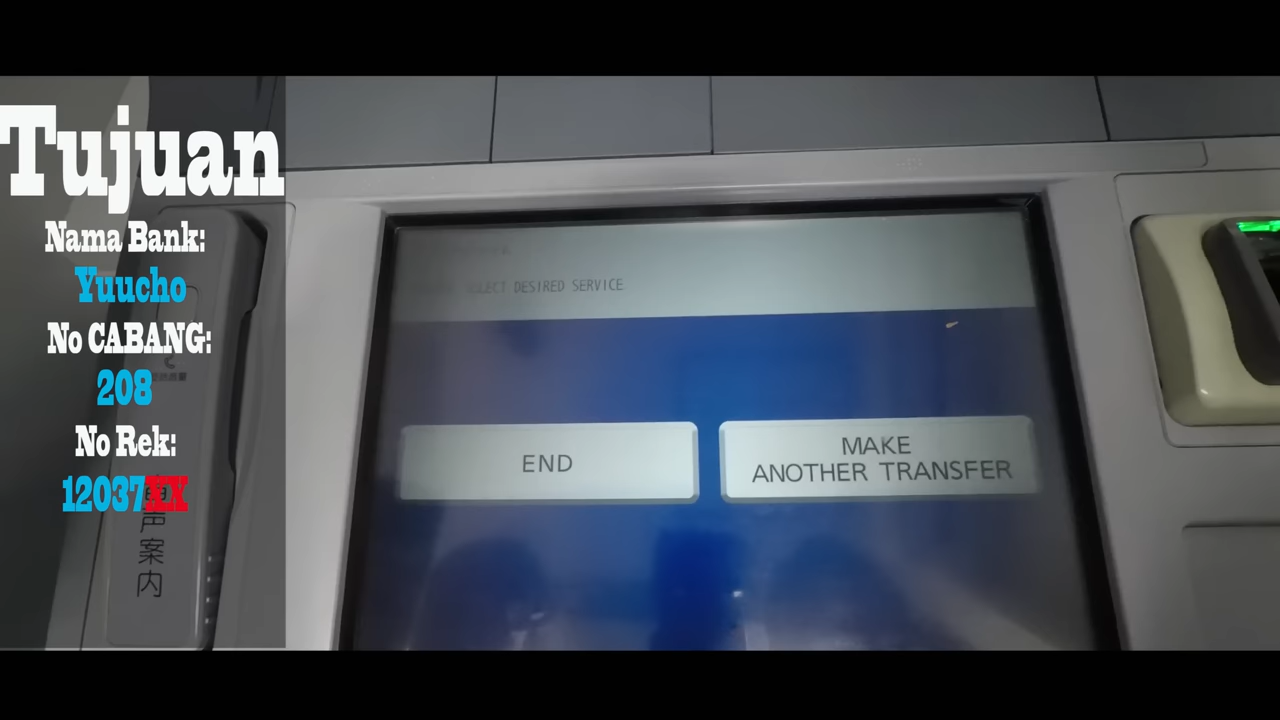 Tujuan
Nama Bank:
Yuucho
No CABANG:
208
No Rek:
12037XX
声案内
SELECT DESIRED SERVICE
END
MAKE
ANOTHER TRANSFER